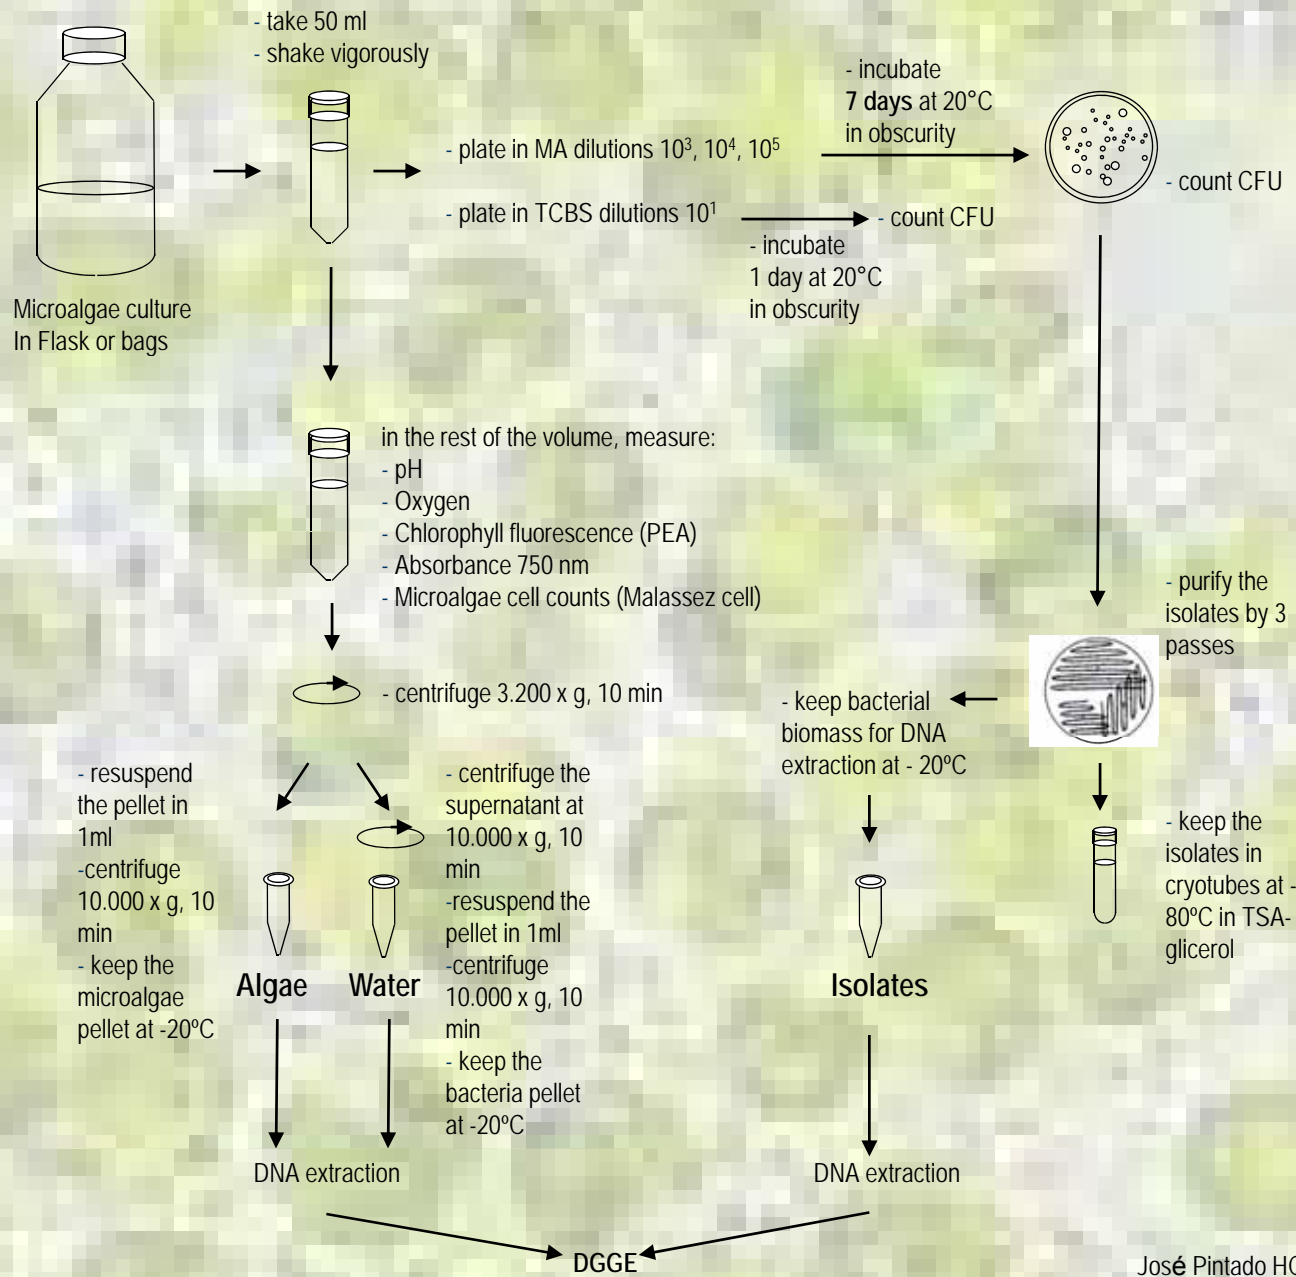 - take 50 ml
- shake vigorously
- incubate
7 days at 20°C
in obscurity
- plate in MA dilutions 10³, 10⁴, 10⁵
- count CFU
- plate in TCBS dilutions 10¹
- count CFU
- incubate
1 day at 20°C
in obscurity
Microalgae culture
In Flask or bags
in the rest of the volume, measure:
- pH
- Oxygen
- Chlorophyll fluorescence (PEA)
- Absorbance 750 nm
- Microalgae cell counts (Malassez cell)
- purify the
isolates by 3
passes
- centrifuge 3.200 x g, 10 min
- keep bacterial
biomass for DNA
extraction at - 20ºC
- resuspend
the pellet in
1ml
-centrifuge
10.000 x g, 10
min
- keep the
microalgae
pellet at -20ºC
- centrifuge the
supernatant at
10.000 x g, 10
min
-resuspend the
pellet in 1ml
-centrifuge
10.000 x g, 10
min
- keep the
bacteria pellet
at -20ºC
- keep the
isolates in
cryotubes at -
80ºC in TSA-
glicerol
Algae
Water
Isolates
DNA extraction
DNA extraction
DGGE
José Pintado HC